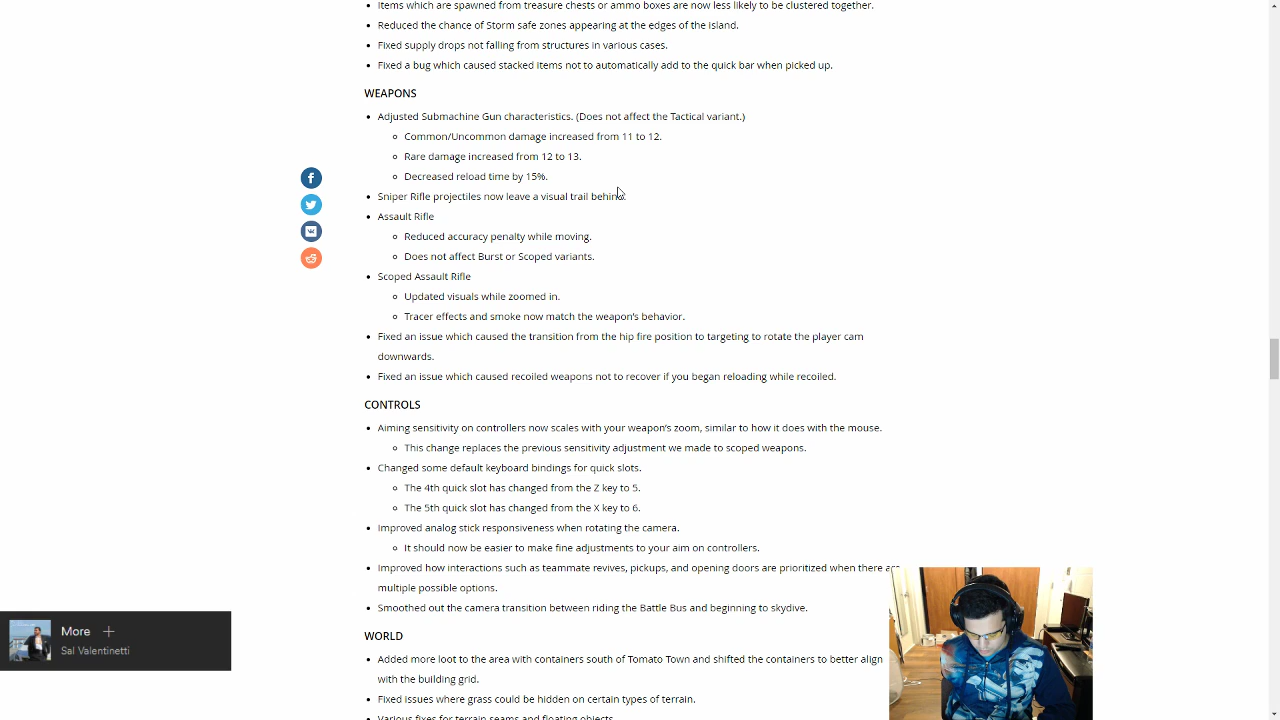 Items which are spawned from treasure chests or ammo boxes are now less likely to be clustered together.
Reduced the chance of Storm safe zones appearing at the edges of the island.
Fixed supply drops not falling from structures in various cases.
Fixed a bug which caused stacked items not to automatically add to the quick bar when picked up.
WEAPONS
Adjusted Submachine Gun characteristics. (Does not affect the Tactical variant.)
Common/Uncommon damage increased from 11 to 12.
Rare damage increased from 12 to 13.
Decreased reload time by 15%.
Sniper Rifle projectiles now leave a visual trail behind.
Assault Rifle
Reduced accuracy penalty while moving.
Does not affect Burst or Scoped variants.
Scoped Assault Rifle
Updated visuals while zoomed in.
Tracer effects and smoke now match the weapon's behavior.
Fixed an issue which caused the transition from the hip fire position to targeting to rotate the player cam
downwards.
Fixed an issue which caused recoiled weapons not to recover if you began reloading while recoiled.
CONTROLS
Aiming sensitivity on controllers now scales with your weapon's zoom, similar to how it does with the mouse.
This change replaces the previous sensitivity adjustment we made to scoped weapons.
Changed some default keyboard bindings for quick slots.
The 4th quick slot has changed from the Z key to 5.
The 5th quick slot has changed from the X key to 6.
Improved analog stick responsiveness when rotating the camera.
It should now be easier to make fine adjustments to your aim on controllers.
Improved how interactions such as teammate revives, pickups, and opening doors are prioritized when there
multiple possible options.
Smoothed out the camera transition between riding the Battle Bus and beginning to skydive.
More
Sal Valentinetti
WORLD
Added more loot to the area with containers south of Tomato Town and shifted the containers to better align
with the building grid.
Fixed issues where grass could be hidden on certain types of terrain.
Various fixes for terrain seams and floating objects.